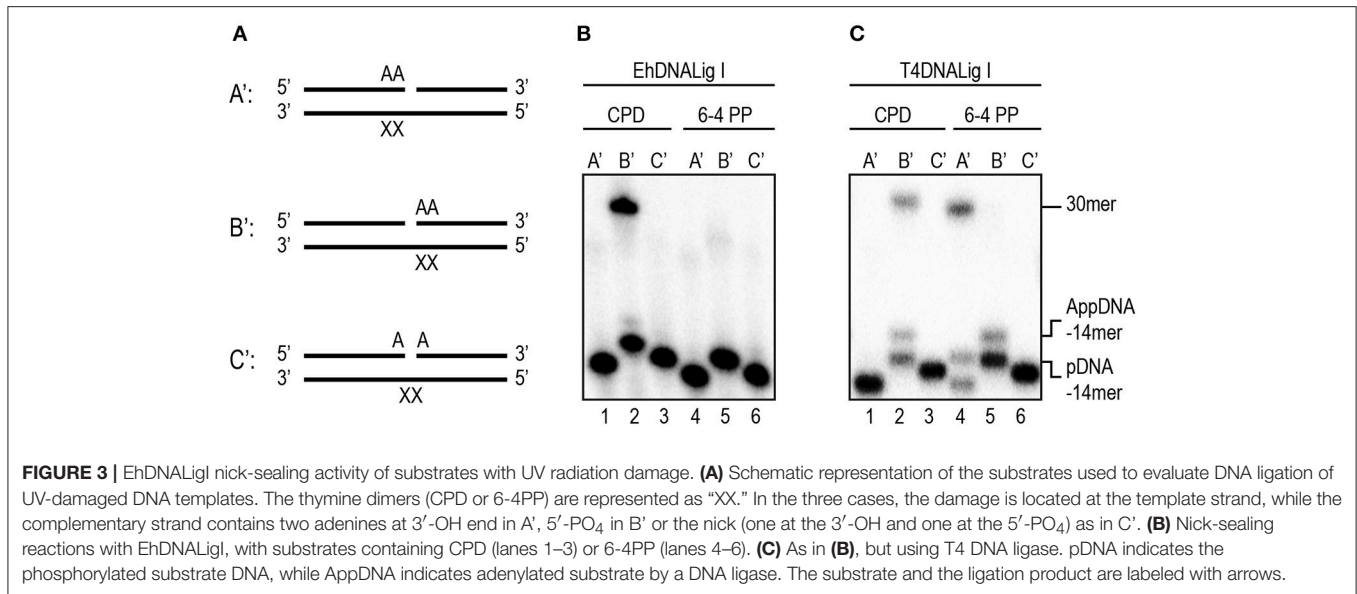 A
AA
A': 5' 3'
3' 5'
XX
AA
B': 5' 3'
3' 5'
XX
A A
C': 5' 3'
3' 5'
XX
B
EhDNALig I
CPD 6-4 PP
A' B' C' A' B' C'
1 2 3 4 5 6
C
T4DNALig I
CPD 6-4 PP
A' B' C' A' B' C'
30mer
AppDNA
-14mer
pDNA
-14mer
1 2 3 4 5 6
FIGURE 3 | EhDNALigI nick-sealing activity of substrates with UV radiation damage. (A) Schematic representation of the substrates used to evaluate DNA ligation of
UV-damaged DNA templates. The thymine dimers (CPD or 6-4PP) are represented as “XX.” In the three cases, the damage is located at the template strand, while the
complementary strand contains two adenines at 3′-OH end in A′, 5′-PO₄ in B′ or the nick (one at the 3′-OH and one at the 5′-PO₄) as in C′. (B) Nick-sealing
reactions with EhDNALigI, with substrates containing CPD (lanes 1–3) or 6-4PP (lanes 4–6). (C) As in (B), but using T4 DNA ligase. pDNA indicates the
phosphorylated substrate DNA, while AppDNA indicates adenylated substrate by a DNA ligase. The substrate and the ligation product are labeled with arrows.